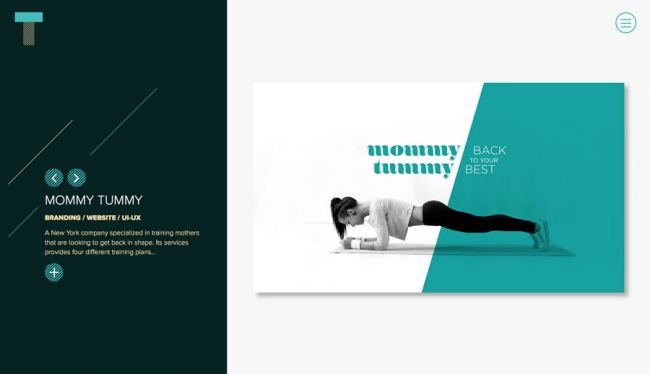 T
MOMMY TUMMY
BRANDING / WEBSITE / UI-UX
A New York company specialized in training mothers
that are looking to get back in shape. Its services
provides four different training plans...
mommy
tummy
BACK
TO YOUR
BEST